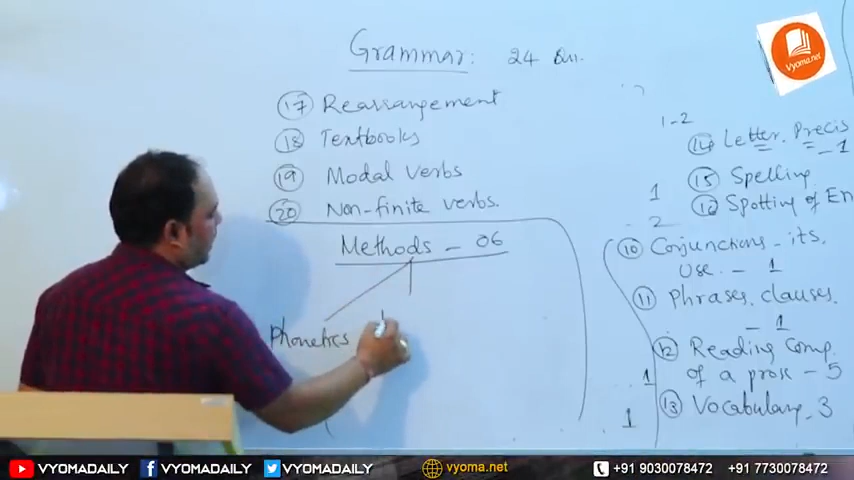 Grammar: 24
17 Rearrangement
18 Textbooks
19 Modal verbs
20 Non-finite verbs.
Methods - 06
Phonetics
1-2
14 Letter. Precis
- 1
15 Spelling
1
16 Spotting of
2
10 Conjunctions - its.
use. - 1
11 Phrases. clauses.
- 1
12 Reading Comp.
1 of a prose - 5
1 13 Vocabulary - 3
Vyoma.net
VYOMADAILY VYOMADAILY VYOMADAILY vyoma.net +91 9030078472 +91 7730078472